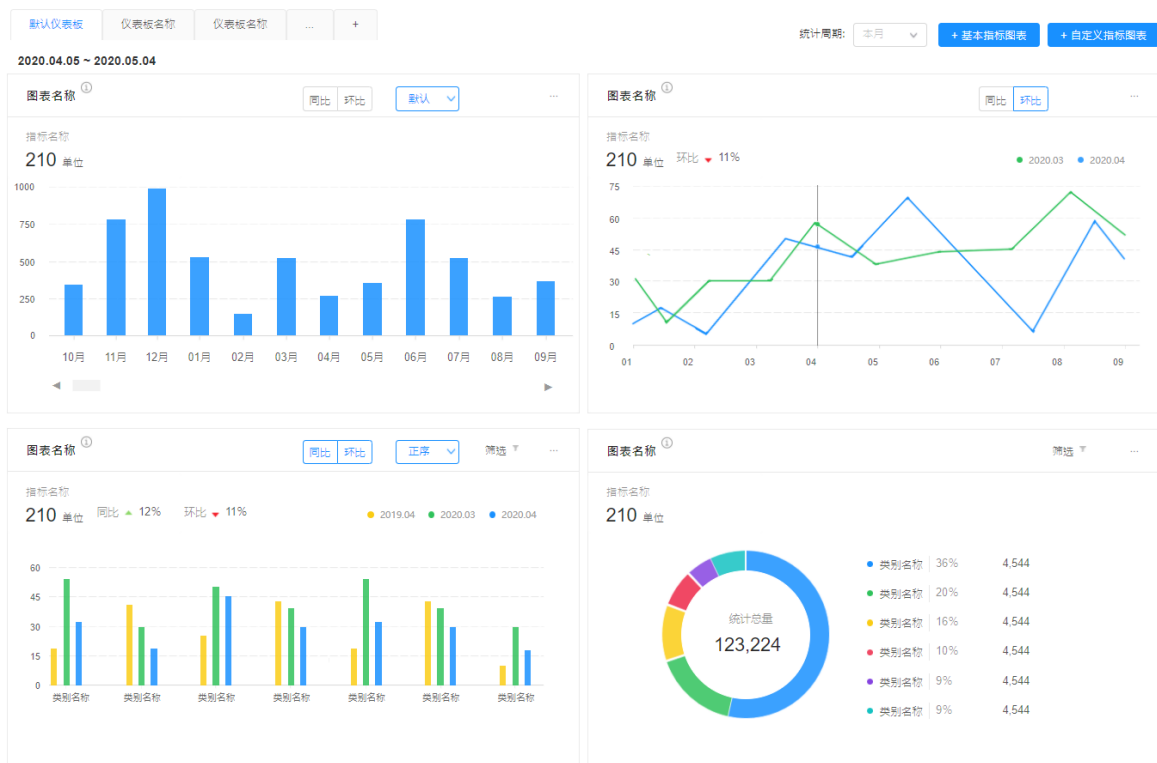 默认仪表板 仪表板名称 仪表板名称 ... +
统计周期: 本月 + 基本指标图表 + 自定义指标图表
2020.04.05 ~ 2020.05.04
图表名称 同比 环比 默认 ...
指标名称
210 单位
1000
750
500
250
0
10月 11月 12月 01月 02月 03月 04月 05月 06月 07月 08月 09月
图表名称 同比 环比 ...
指标名称
210 单位 环比 11%
2020.03 2020.04
75
60
45
30
15
0
01 02 03 04 05 06 07 08 09
图表名称 同比 环比 正序 筛选 ...
指标名称
210 单位 同比 12% 环比 11%
2019.04 2020.03 2020.04
60
45
30
15
0
类别名称 类别名称 类别名称 类别名称 类别名称 类别名称 类别名称
图表名称 筛选 ...
指标名称
210 单位
统计总量
123,224
类别名称 36% 4,544
类别名称 20% 4,544
类别名称 16% 4,544
类别名称 10% 4,544
类别名称 9% 4,544
类别名称 9% 4,544